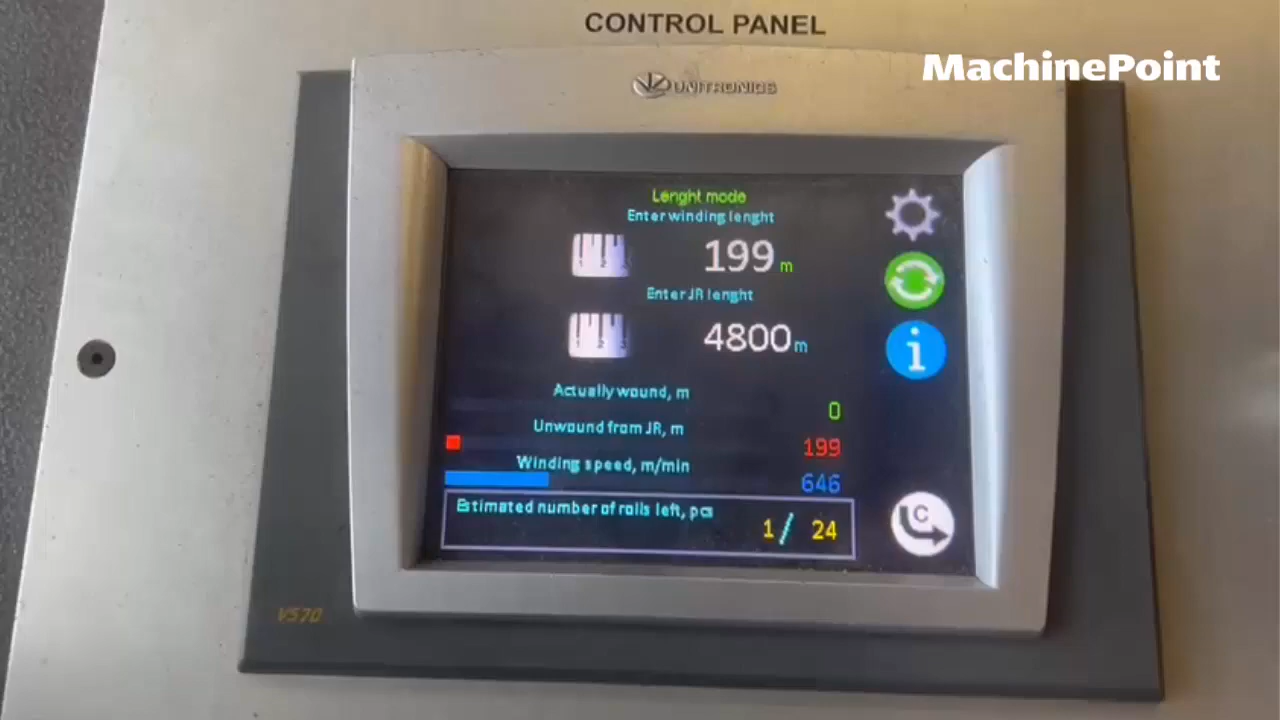 CONTROL PANEL
MachinePoint
UNITRONICS
Lenght mode
Enter winding lenght
199 m
Enter JR lenght
4800 m
Actually wound, m
0
Unwound from JR, m
199
Winding speed, m/min
646
Estimated number of rolls left, pcs
1 / 24
C
V570